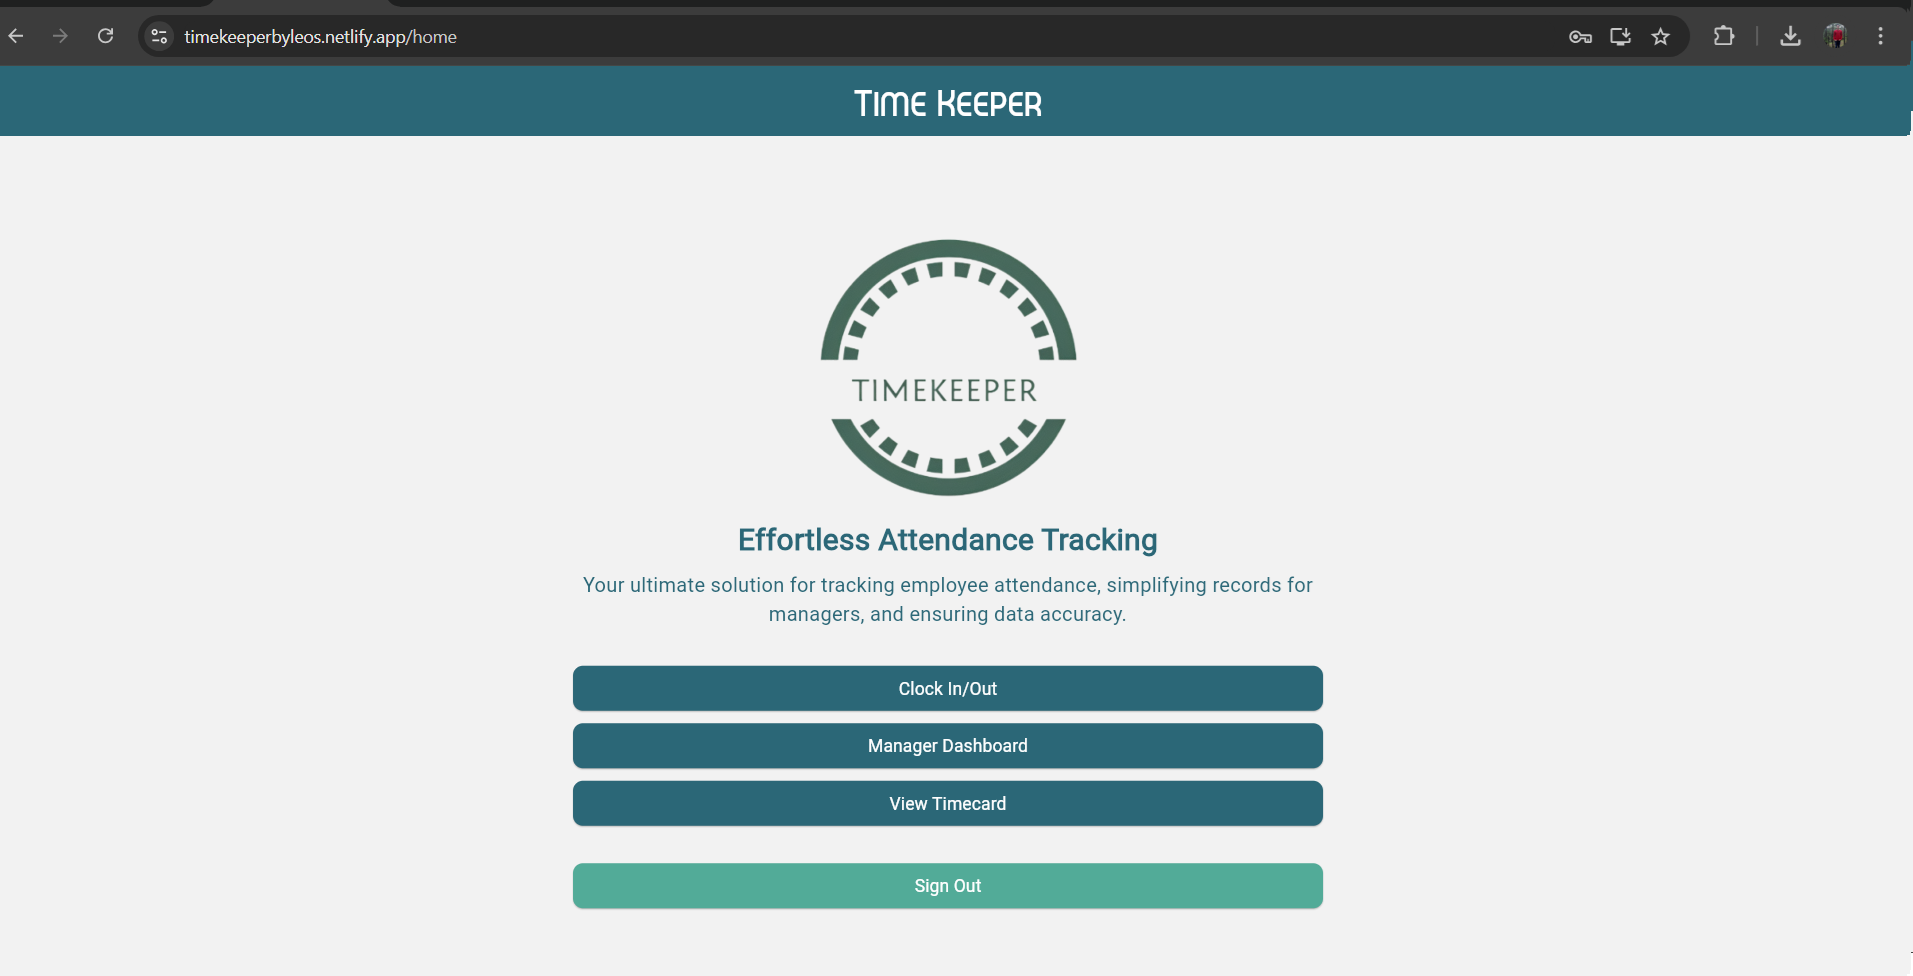 timekeeperbyleos.netlify.app/home
TIME KEEPER
TIMEKEEPER
Effortless Attendance Tracking
Your ultimate solution for tracking employee attendance, simplifying records for
managers, and ensuring data accuracy.
Clock In/Out
Manager Dashboard
View Timecard
Sign Out